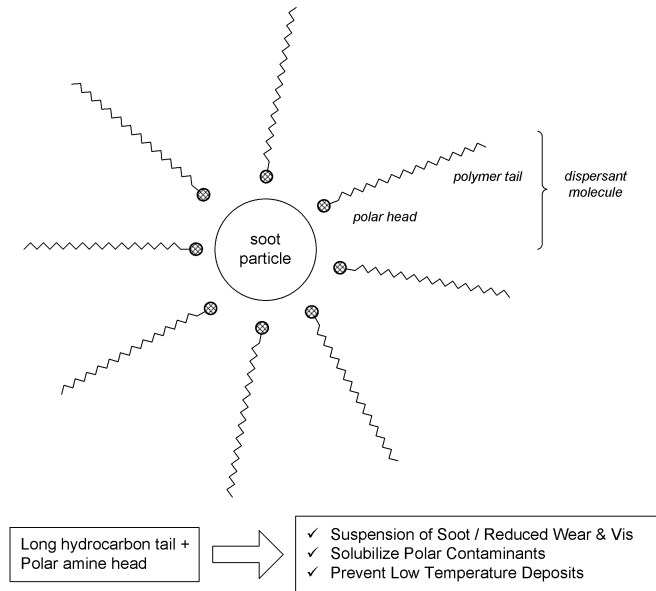 polymer tail
dispersant
molecule
polar head
soot
particle
Long hydrocarbon tail +
Polar amine head
✓ Suspension of Soot / Reduced Wear & Vis
✓ Solubilize Polar Contaminants
✓ Prevent Low Temperature Deposits